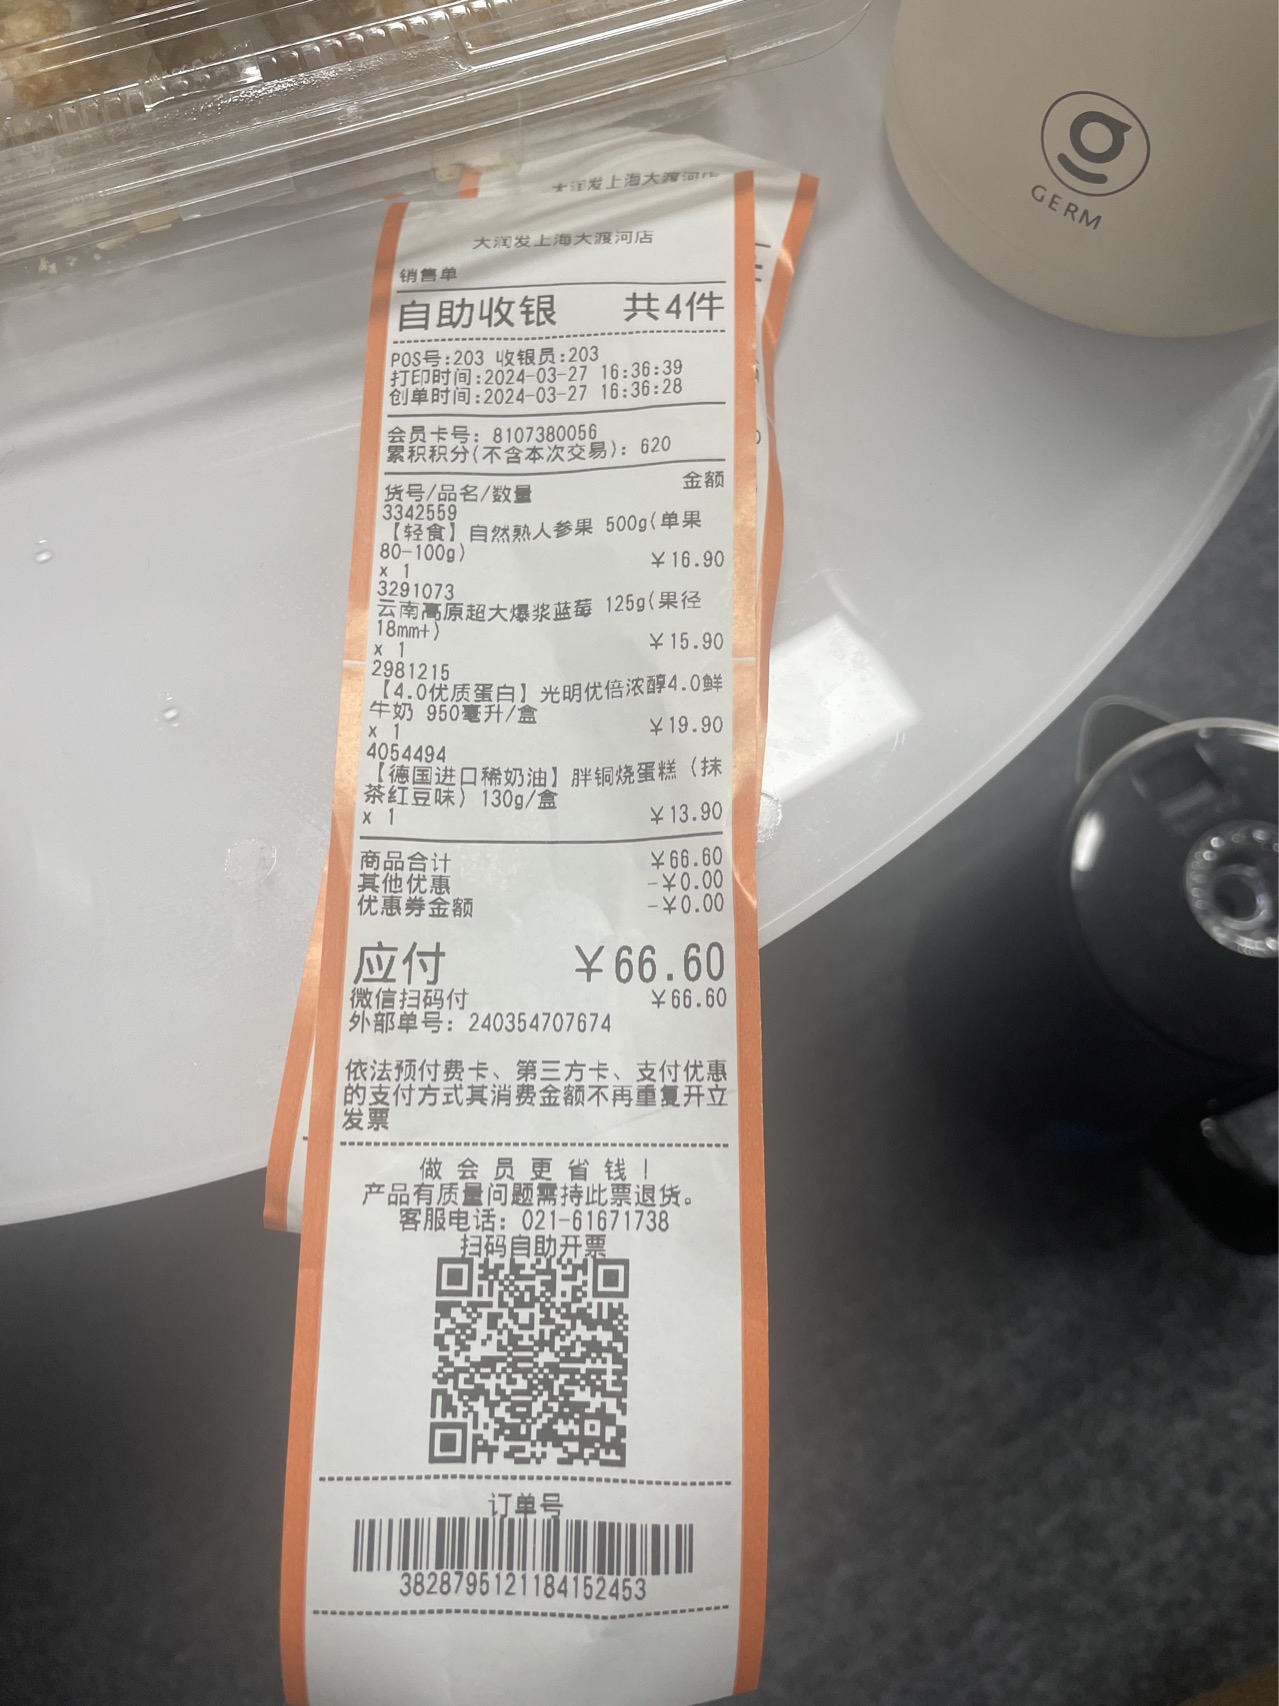 g
GERM
大润发上海大渡河店
大润发上海大渡河店
销售单
自助收银 共4件
POS号:203 收银员:203
打印时间:2024-03-27 16:36:39
创单时间:2024-03-27 16:36:28
会员卡号: 8107380056
累积积分(不含本次交易): 620
货号/品名/数量 金额
3342559
【轻食】自然熟人参果 500g(单果
80-100g)
x 1 ￥16.90
3291073
云南高原超大爆浆蓝莓 125g(果径
18mm+)
x 1 ￥15.90
2981215
【4.0优质蛋白】光明优倍浓醇4.0鲜
牛奶 950毫升/盒
x 1 ￥19.90
4054494
【德国进口稀奶油】胖铜烧蛋糕（抹
茶红豆味）130g/盒
x 1 ￥13.90
商品合计 ￥66.60
其他优惠 -￥0.00
优惠券金额 -￥0.00
应付 ￥66.60
微信扫码付 ￥66.60
外部单号: 240354707674
依法预付费卡、第三方卡、支付优惠
的支付方式其消费金额不再重复开立
发票
做会员更省钱！
产品有质量问题需持此票退货。
客服电话: 021-61671738
扫码自助开票
订单号
3828795121184152453